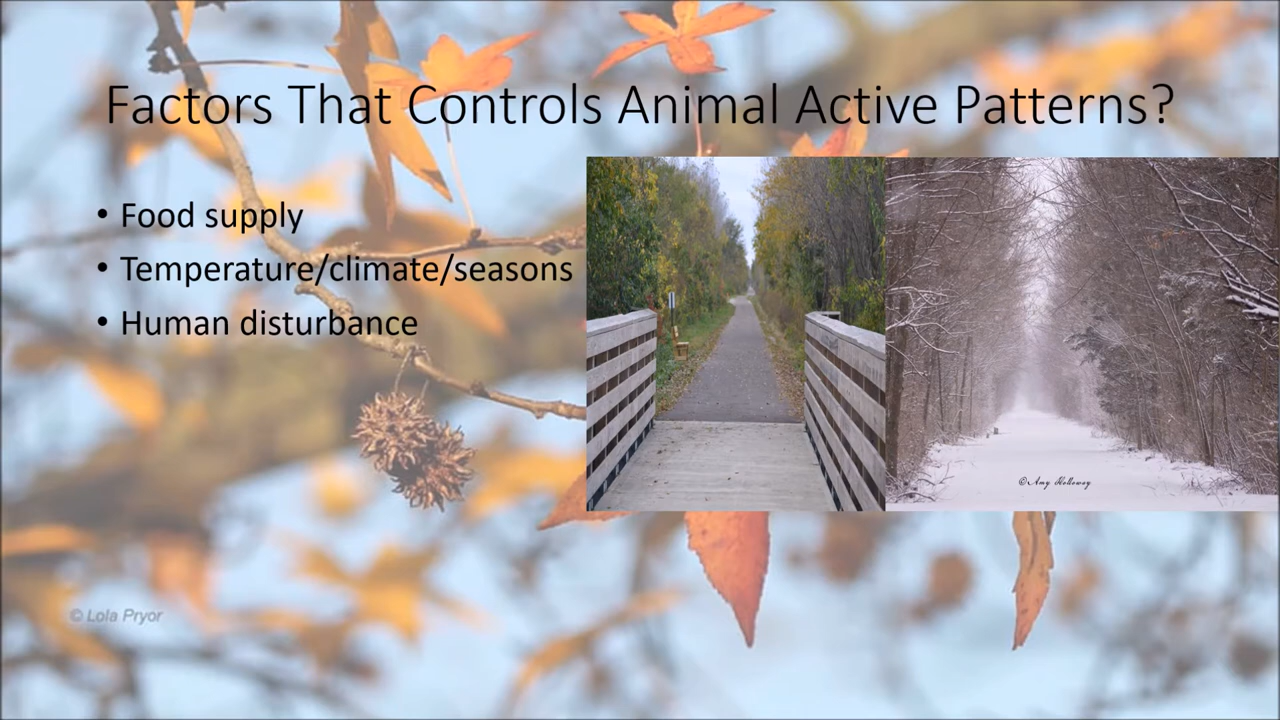 Factors That Controls Animal Active Patterns?
• Food supply
• Temperature/climate/seasons
• Human disturbance
© Amy Holloway
© Lola Pryor